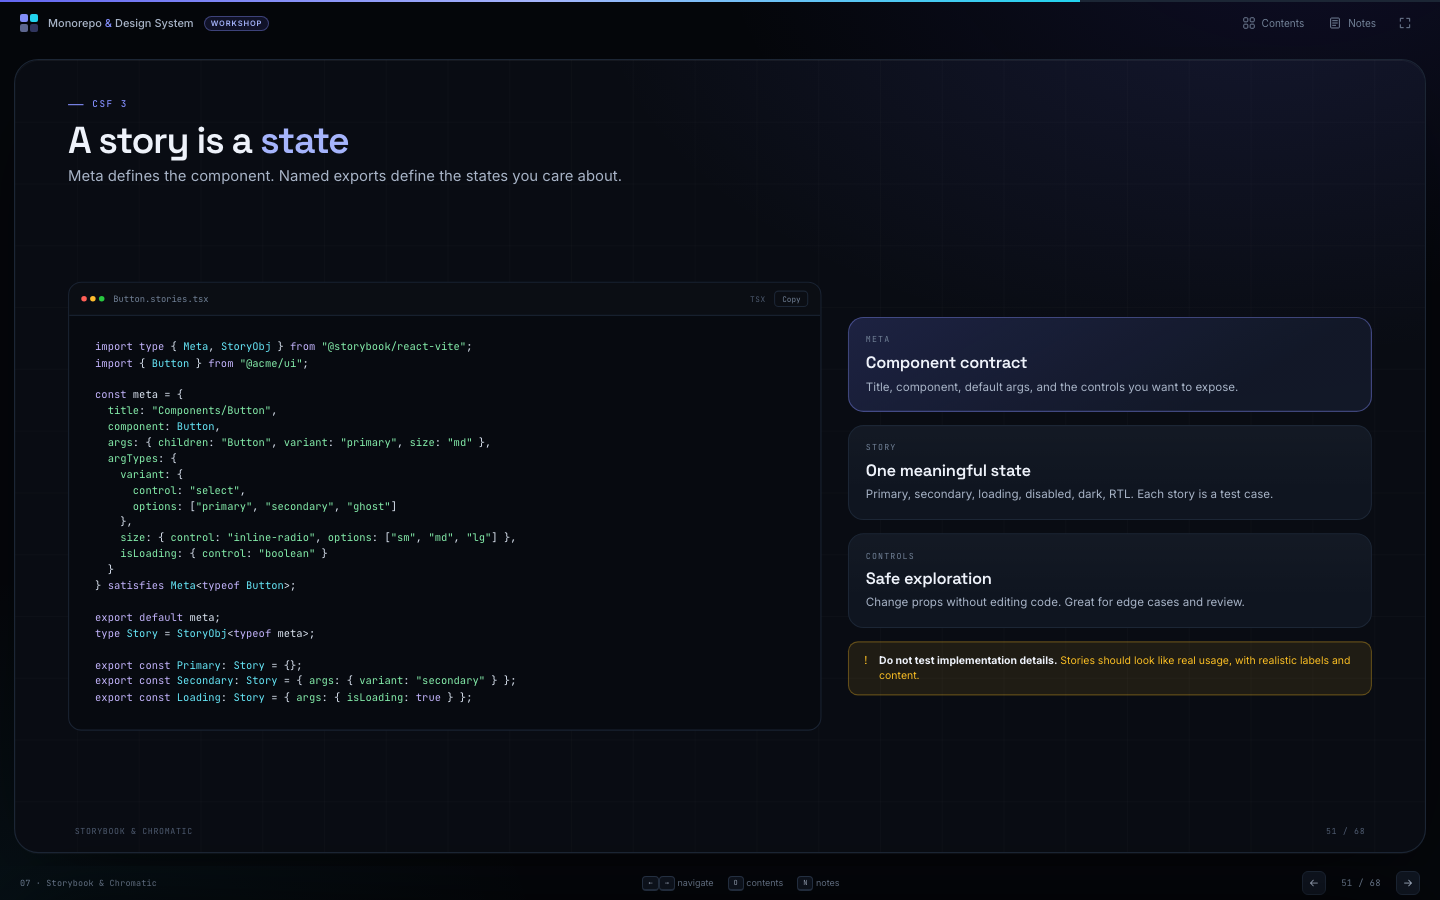 Monorepo & Design System WORKSHOP
Contents
Notes
CSF 3
A story is a state
Meta defines the component. Named exports define the states you care about.
Button.stories.tsx
TSX
Copy
import type { Meta, StoryObj } from "@storybook/react-vite";
import { Button } from "@acme/ui";
const meta = {
  title: "Components/Button",
  component: Button,
  args: { children: "Button", variant: "primary", size: "md" },
  argTypes: {
    variant: {
      control: "select",
      options: ["primary", "secondary", "ghost"]
    },
    size: { control: "inline-radio", options: ["sm", "md", "lg"] },
    isLoading: { control: "boolean" }
  }
} satisfies Meta<typeof Button>;
export default meta;
type Story = StoryObj<typeof meta>;
export const Primary: Story = {};
export const Secondary: Story = { args: { variant: "secondary" } };
export const Loading: Story = { args: { isLoading: true } };
META
Component contract
Title, component, default args, and the controls you want to expose.
STORY
One meaningful state
Primary, secondary, loading, disabled, dark, RTL. Each story is a test case.
CONTROLS
Safe exploration
Change props without editing code. Great for edge cases and review.
! Do not test implementation details. Stories should look like real usage, with realistic labels and
content.
STORYBOOK & CHROMATIC
51 / 68
07 · Storybook & Chromatic
← → navigate
O contents
N notes
← 51 / 68 →